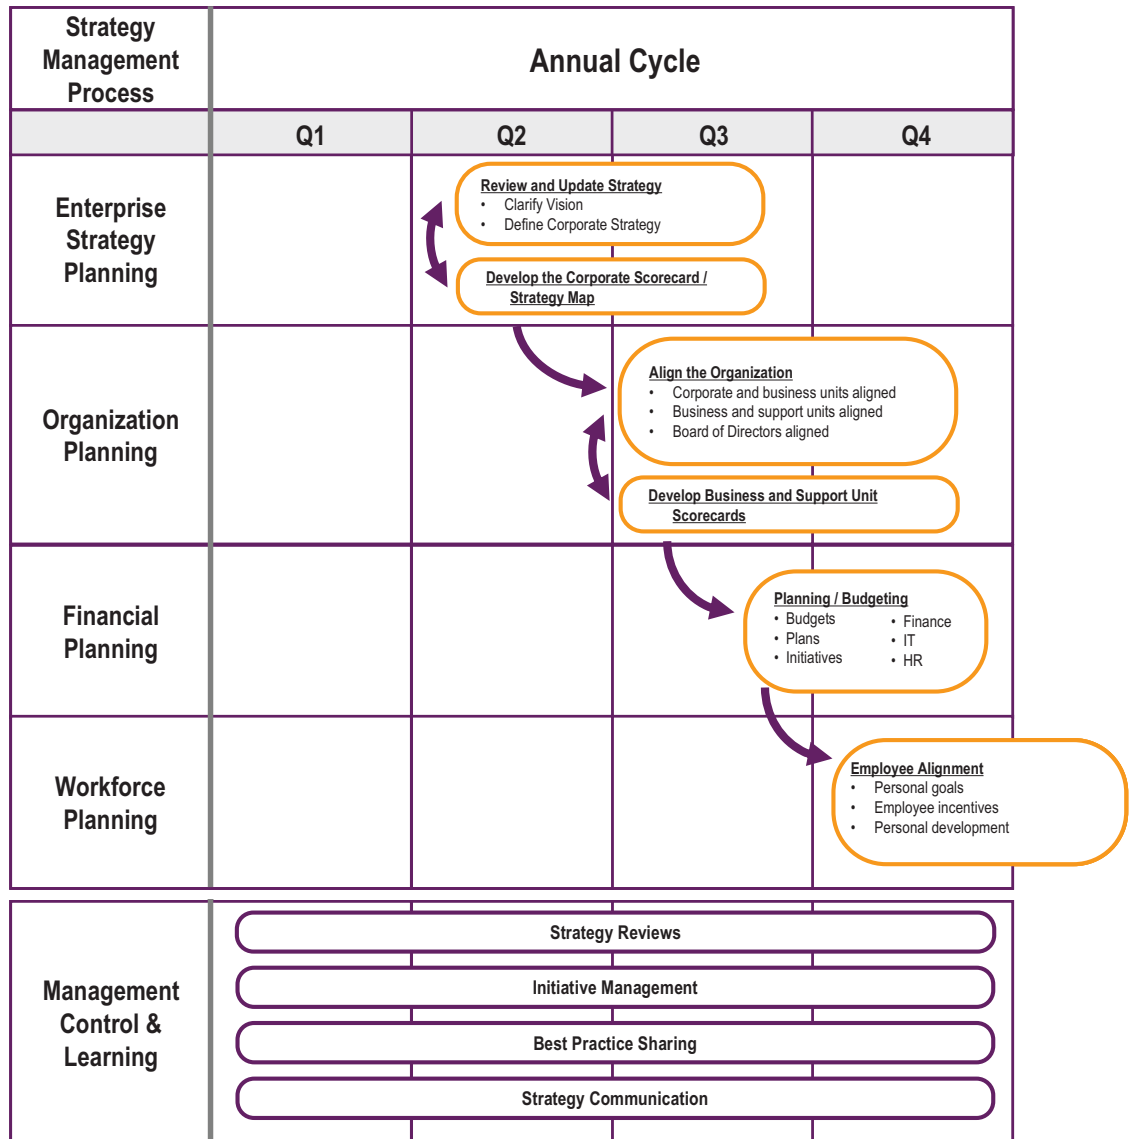 Strategy
Management
Process
Annual Cycle
Q1
Q2
Q3
Q4
Enterprise
Strategy
Planning
Review and Update Strategy
• Clarify Vision
• Define Corporate Strategy
Develop the Corporate Scorecard /
Strategy Map
Organization
Planning
Align the Organization
• Corporate and business units aligned
• Business and support units aligned
• Board of Directors aligned
Develop Business and Support Unit
Scorecards
Financial
Planning
Planning / Budgeting
• Budgets
• Plans
• Initiatives
• Finance
• IT
• HR
Workforce
Planning
Employee Alignment
• Personal goals
• Employee incentives
• Personal development
Management
Control &
Learning
Strategy Reviews
Initiative Management
Best Practice Sharing
Strategy Communication